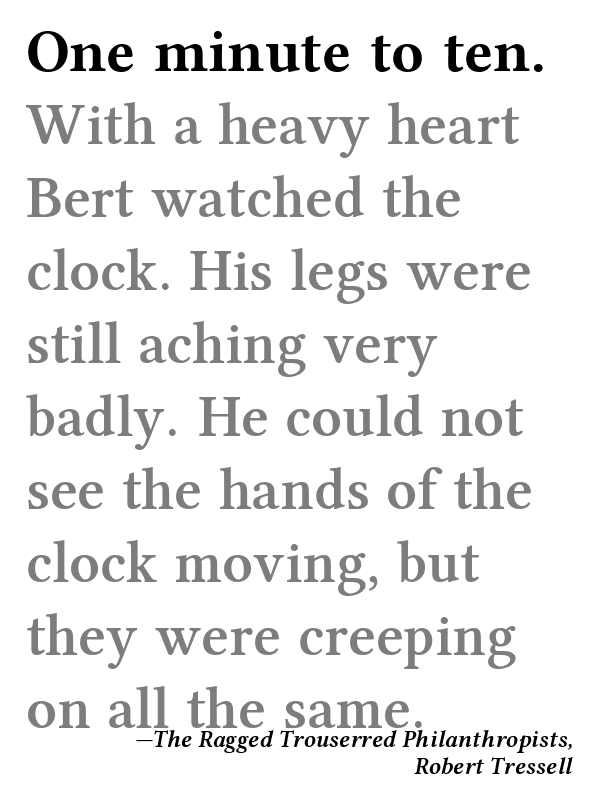 One minute to ten.
With a heavy heart
Bert watched the
clock. His legs were
still aching very
badly. He could not
see the hands of the
clock moving, but
they were creeping
on all the same.
—The Ragged Trouserred Philanthropists,
Robert Tressell